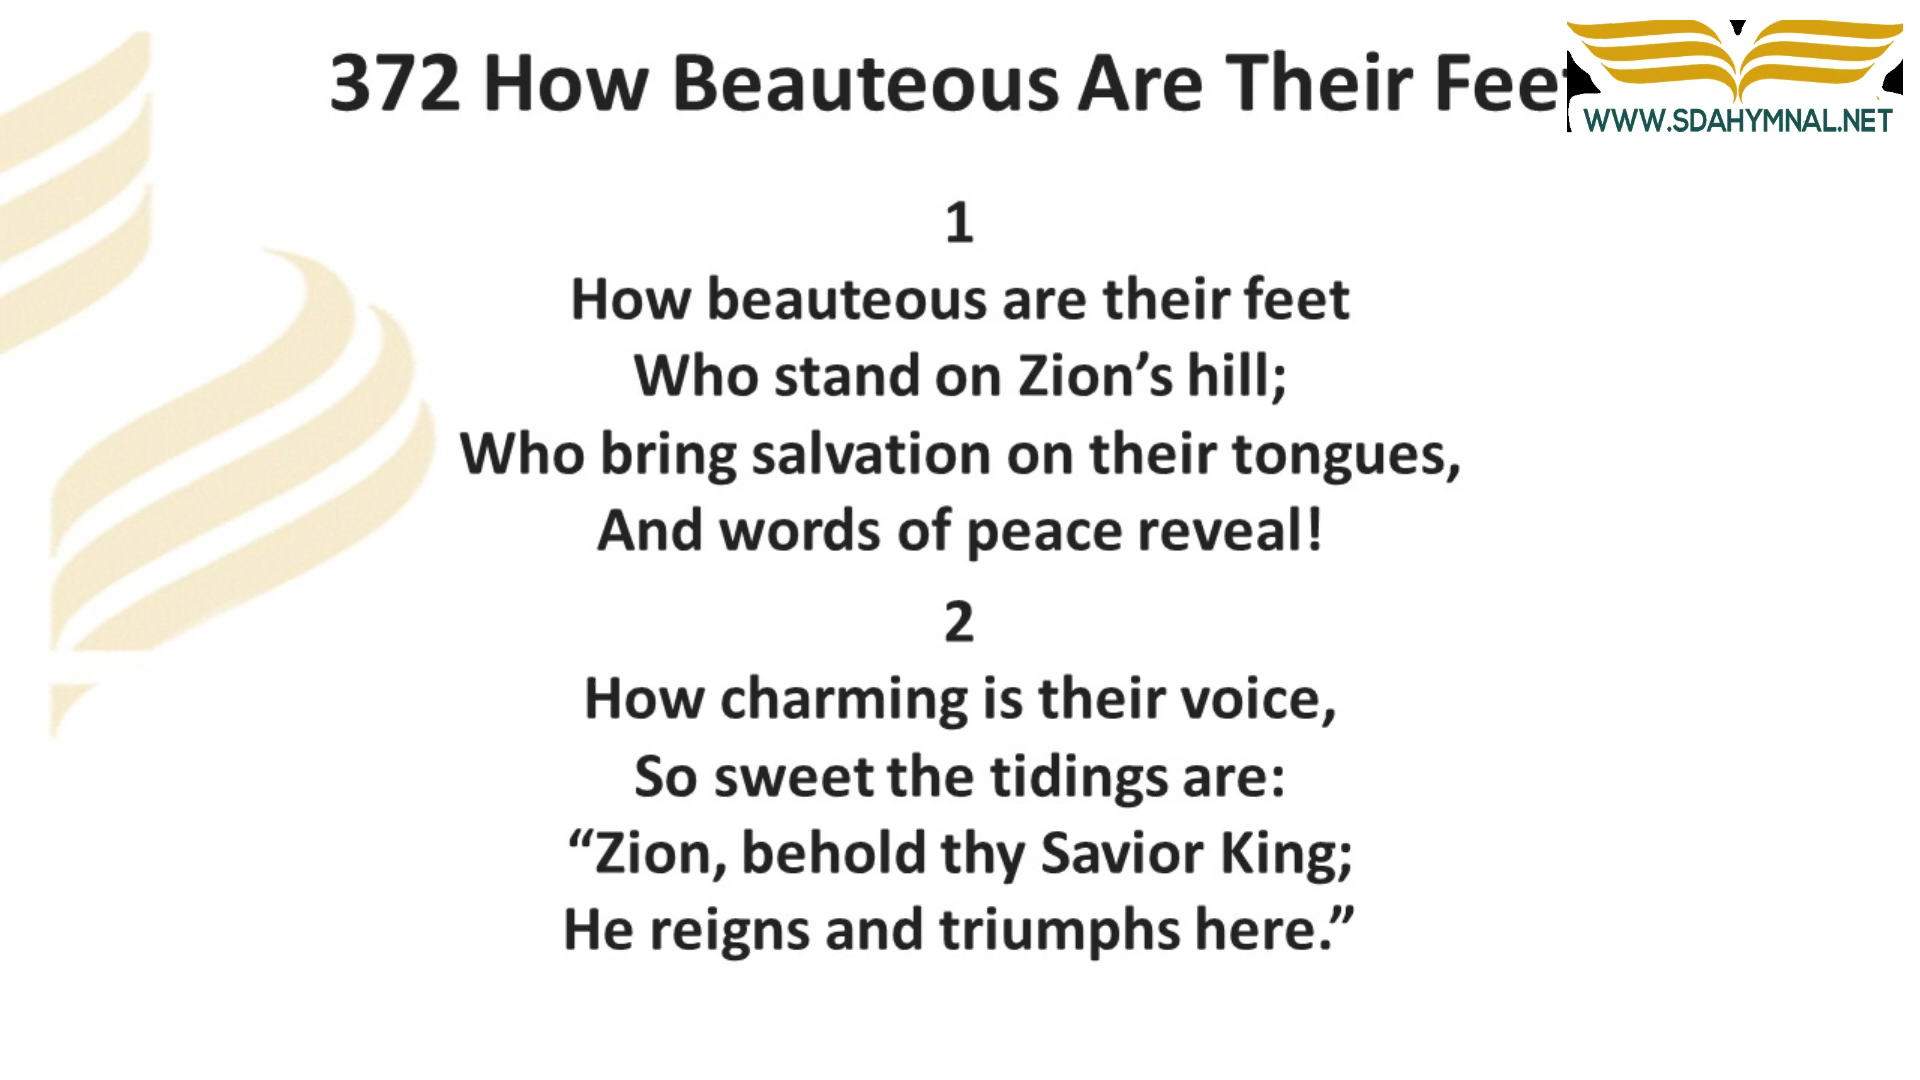 372 How Beauteous Are Their Feet
WWW.SDAHYMNAL.NET
1
How beauteous are their feet
Who stand on Zion’s hill;
Who bring salvation on their tongues,
And words of peace reveal!
2
How charming is their voice,
So sweet the tidings are:
“Zion, behold thy Savior King;
He reigns and triumphs here.”